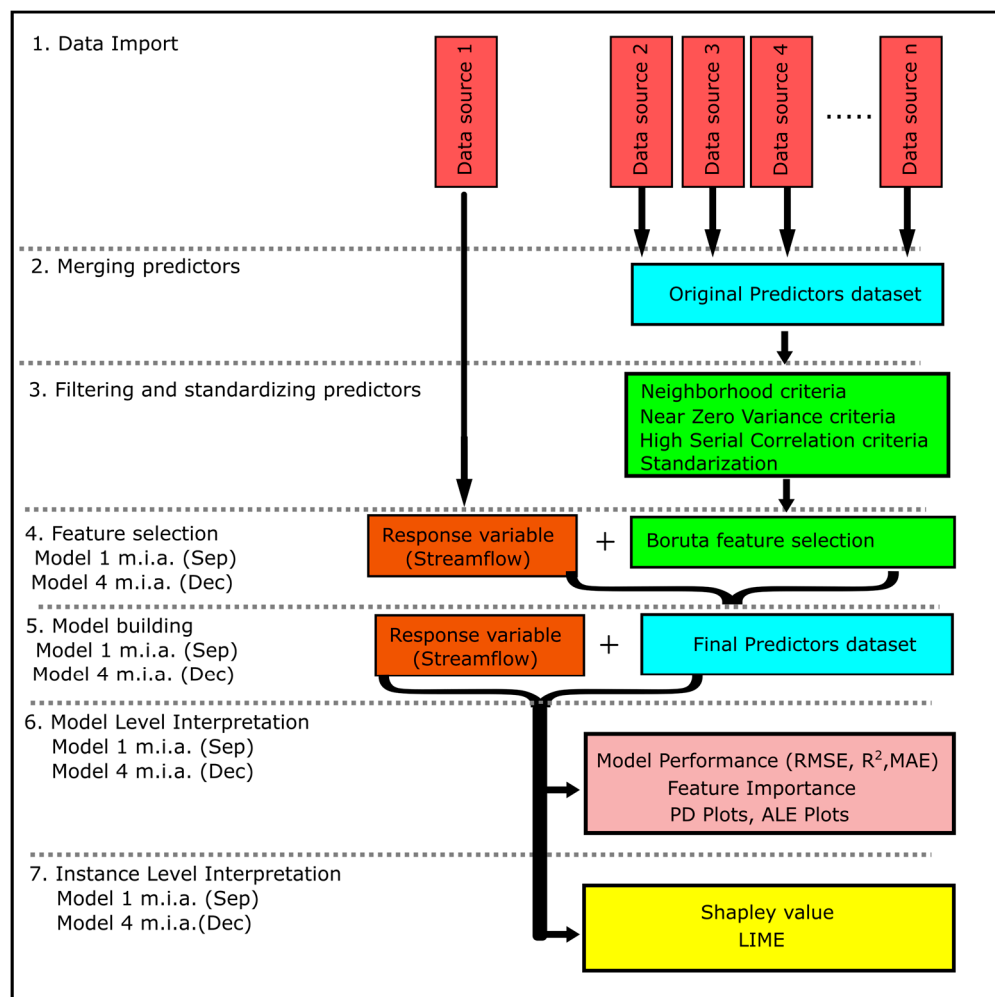 1. Data Import
Data source 1
Data source 2
Data source 3
Data source 4
.....
Data source n
2. Merging predictors
Original Predictors dataset
3. Filtering and standardizing predictors
Neighborhood criteria
Near Zero Variance criteria
High Serial Correlation criteria
Standarization
4. Feature selection
Model 1 m.i.a. (Sep)
Model 4 m.i.a. (Dec)
Response variable
(Streamflow)
+
Boruta feature selection
5. Model building
Model 1 m.i.a. (Sep)
Model 4 m.i.a. (Dec)
Response variable
(Streamflow)
+
Final Predictors dataset
6. Model Level Interpretation
Model 1 m.i.a. (Sep)
Model 4 m.i.a. (Dec)
Model Performance (RMSE, R²,MAE)
Feature Importance
PD Plots, ALE Plots
7. Instance Level Interpretation
Model 1 m.i.a. (Sep)
Model 4 m.i.a.(Dec)
Shapley value
LIME